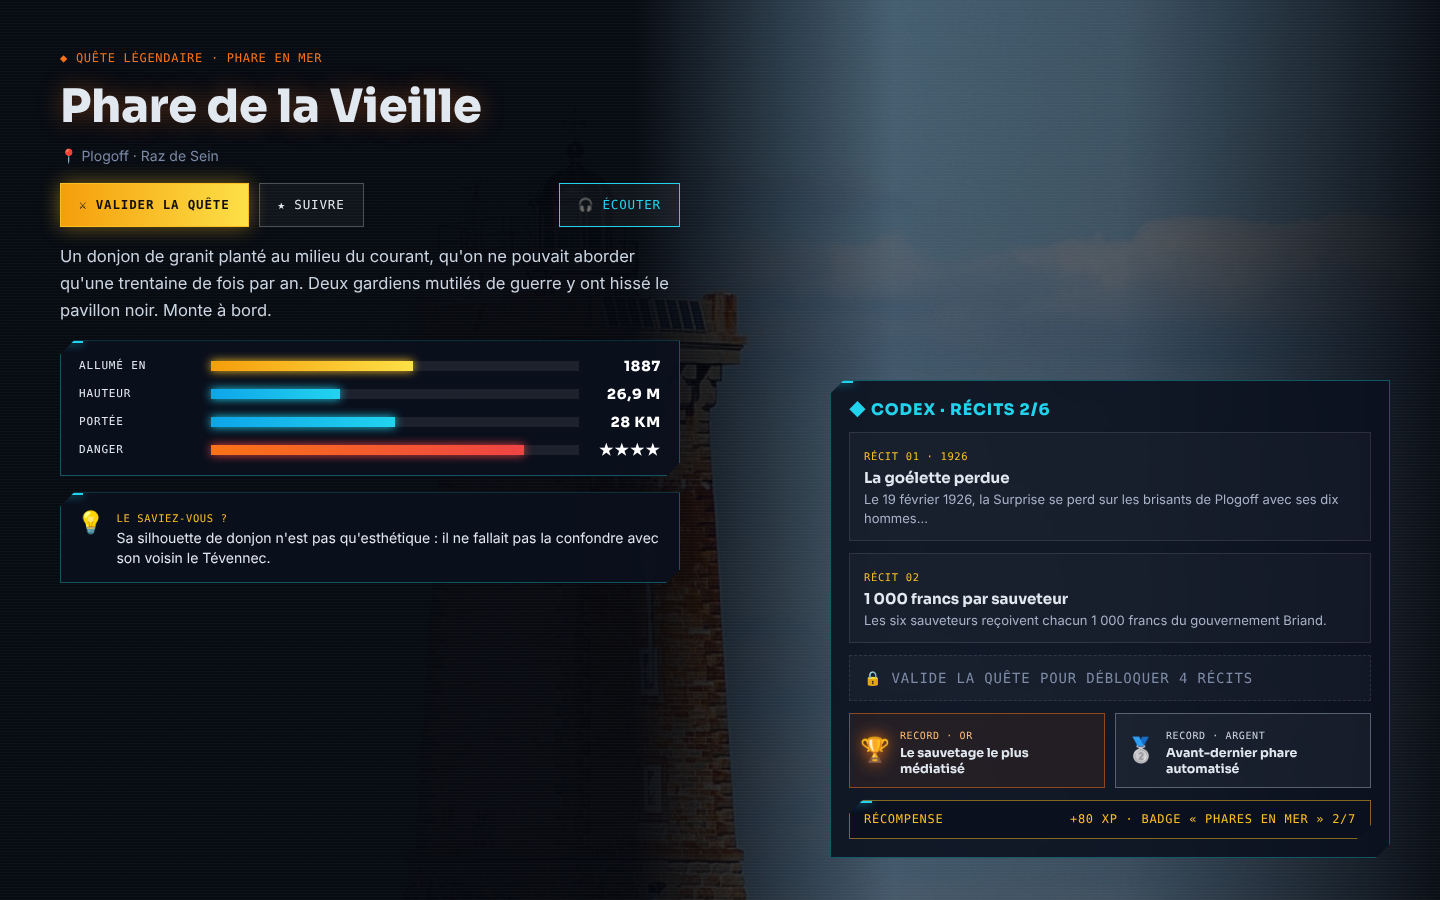 ◆ QUÊTE LÉGENDAIRE · PHARE EN MER
Phare de la Vieille
📍 Plogoff · Raz de Sein
⚔ VALIDER LA QUÊTE
★ SUIVRE
🎧 ÉCOUTER
Un donjon de granit planté au milieu du courant, qu'on ne pouvait aborder
qu'une trentaine de fois par an. Deux gardiens mutilés de guerre y ont hissé le
pavillon noir. Monte à bord.
ALLUMÉ EN 1887
HAUTEUR 26,9 M
PORTÉE 28 KM
DANGER ★★★★
💡 LE SAVIEZ-VOUS ?
Sa silhouette de donjon n'est pas qu'esthétique : il ne fallait pas la confondre avec
son voisin le Tévennec.
◆ CODEX · RÉCITS 2/6
RÉCIT 01 · 1926
La goélette perdue
Le 19 février 1926, la Surprise se perd sur les brisants de Plogoff avec ses dix
hommes…
RÉCIT 02
1 000 francs par sauveteur
Les six sauveteurs reçoivent chacun 1 000 francs du gouvernement Briand.
🔒 VALIDE LA QUÊTE POUR DÉBLOQUER 4 RÉCITS
🏆 RECORD · OR
Le sauvetage le plus
médiatisé
🥈 RECORD · ARGENT
Avant-dernier phare
automatisé
RÉCOMPENSE +80 XP · BADGE « PHARES EN MER » 2/7